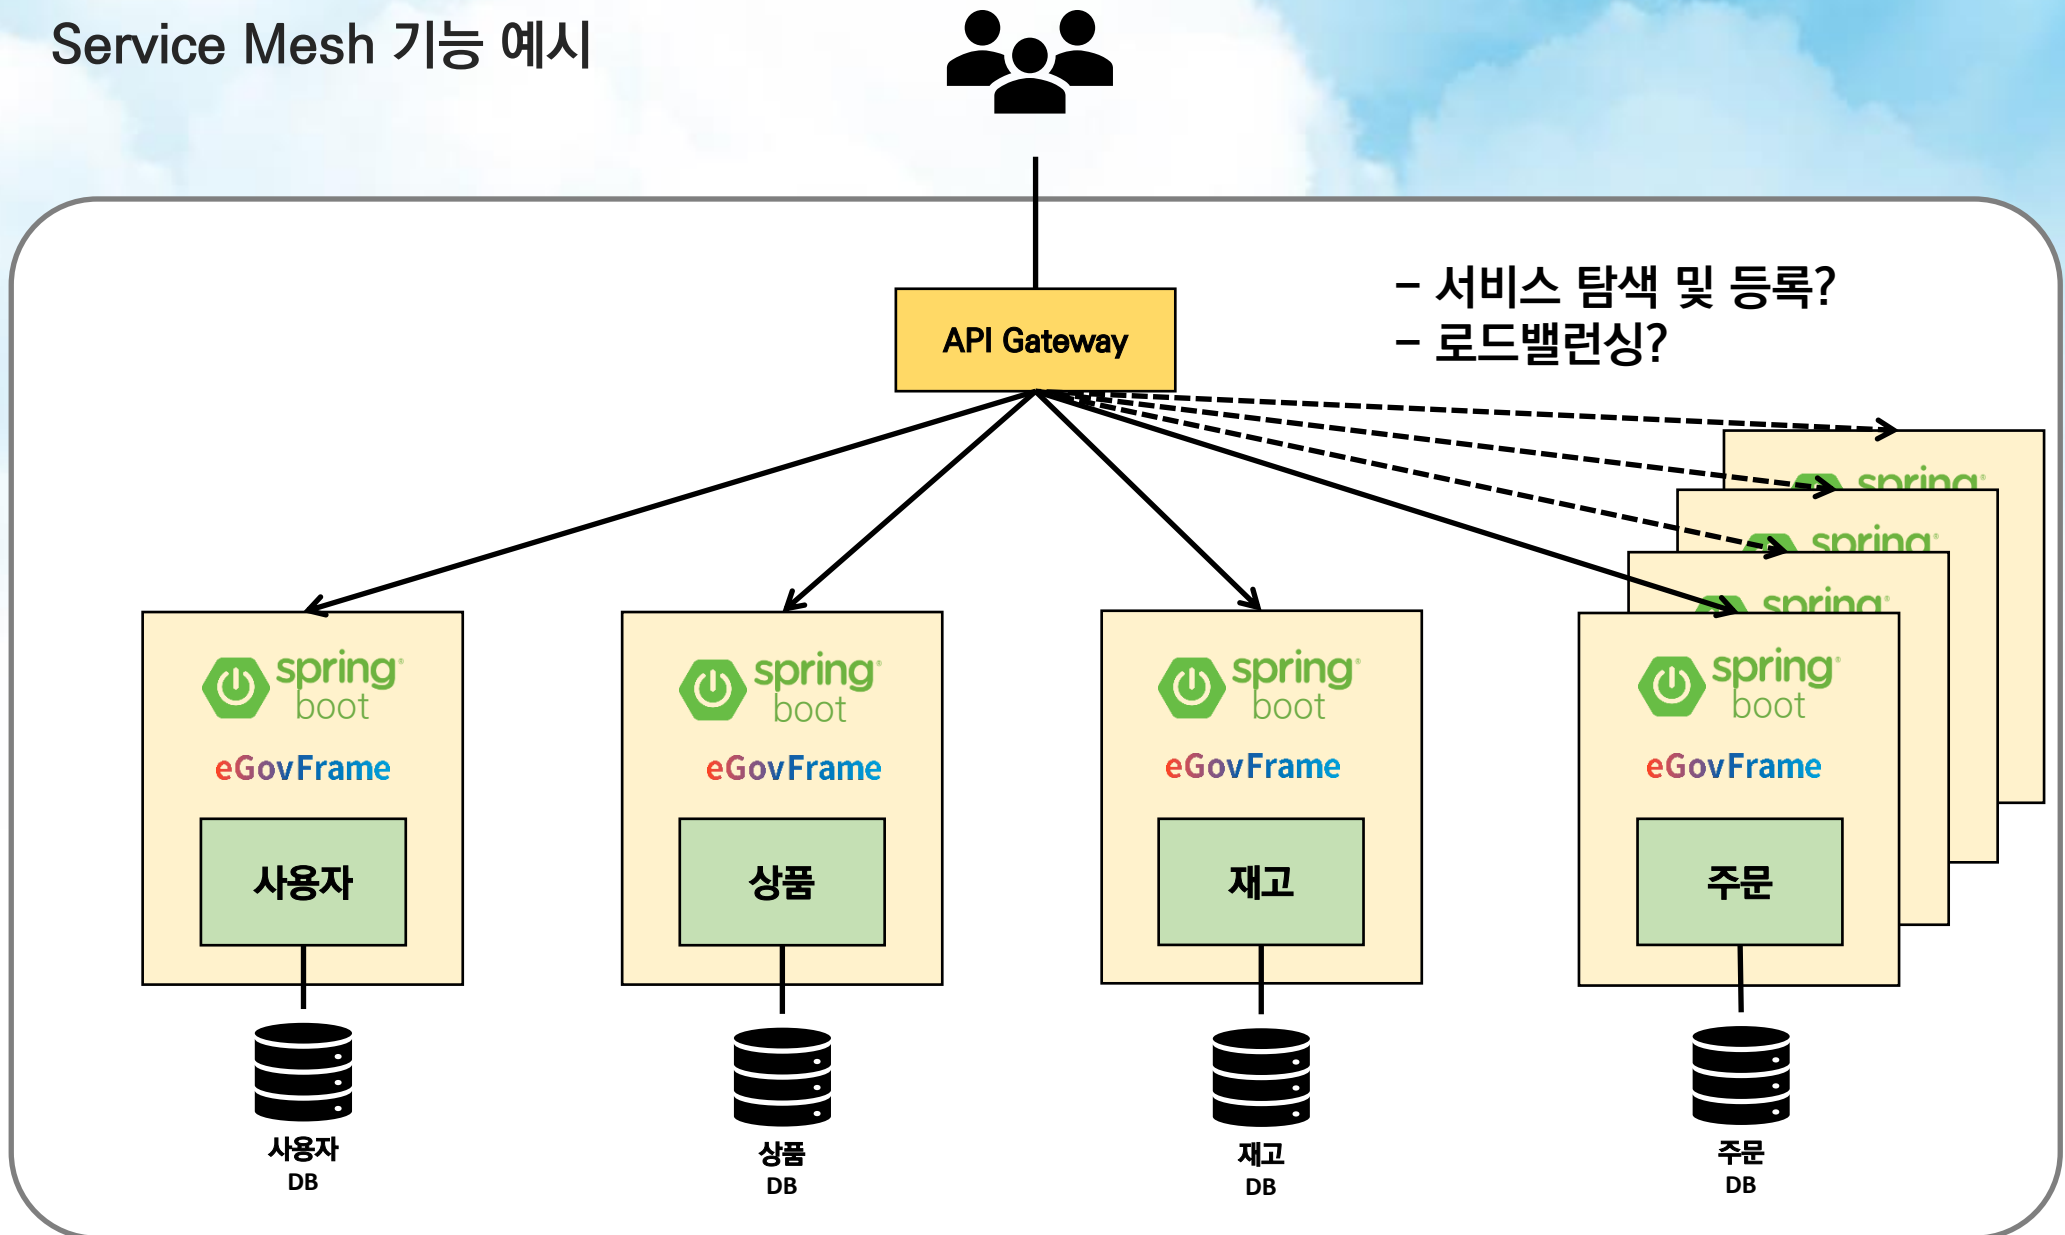 Service Mesh 기능 예시
API Gateway
- 서비스 탐색 및 등록?
- 로드밸런싱?
spring
spring
spring
spring
boot
eGovFrame
사용자
spring
boot
eGovFrame
상품
spring
boot
eGovFrame
재고
spring
boot
eGovFrame
주문
사용자
DB
상품
DB
재고
DB
주문
DB